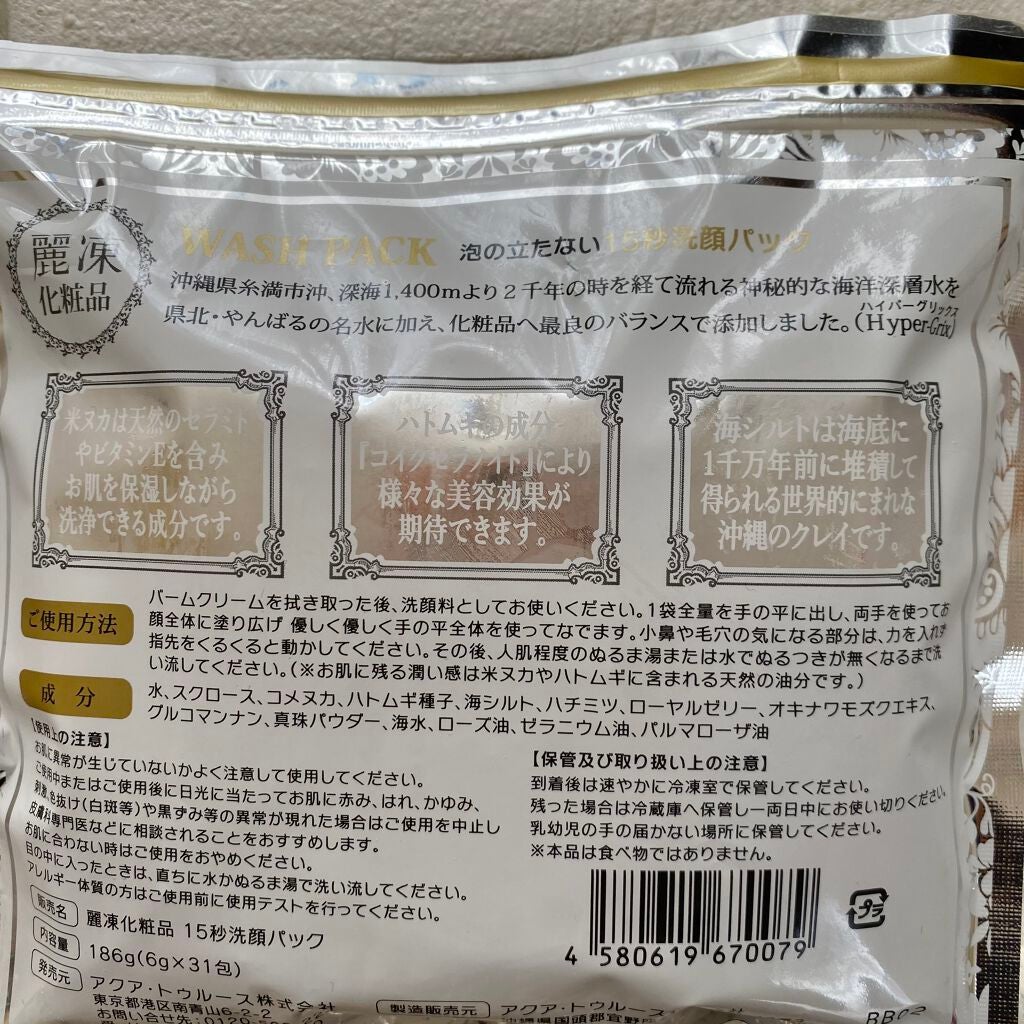 麗凍
化粧品
WASH PACK 泡の立たない15秒洗顔パック
沖縄県糸満市沖、深海1,400mより2千年の時を経て流れる神秘的な海洋深層水を
ハイパーグリックス
県北・やんばるの名水に加え、化粧品へ最良のバランスで添加しました。(Hyper-Grix)
米ヌカは天然のセラミド
やビタミンEを含み
お肌を保湿しながら
洗浄できる成分です。
ハトムギの成分
『コイクセラノイド』により
様々な美容効果が
期待できます。
海シルトは海底に
1千万年前に堆積して
得られる世界的にまれな
沖縄のクレイです。
ご使用方法
バームクリームを拭き取った後、洗顔料としてお使いください。1袋全量を手の平に出し、両手を使ってお
顔全体に塗り広げ 優しく優しく手の平全体を使ってなでます。小鼻や毛穴の気になる部分は、力を入れず
指先をくるくると動かしてください。その後、人肌程度のぬるま湯または水でぬるつきが無くなるまで洗
い流してください。(※お肌に残る潤い感は米ヌカやハトムギに含まれる天然の油分です。)
成分
水、スクロース、コメヌカ、ハトムギ種子、海シルト、ハチミツ、ローヤルゼリー、オキナワモズクエキス、
グルコマンナン、真珠パウダー、海水、ローズ油、ゼラニウム油、パルマローザ油
【使用上の注意】
お肌に異常が生じていないかよく注意して使用してください。
ご使用中またはご使用後に日光に当たってお肌に赤み、はれ、かゆみ、
刺激、色抜け(白斑等)や黒ずみ等の異常が現れた場合はご使用を中止し
皮膚科専門医などに相談されることをおすすめします。
お肌に合わない時はご使用をおやめください。
目の中に入ったときは、直ちに水かぬるま湯で洗い流してください。
アレルギー体質の方はご使用前に使用テストを行ってください。
【保管及び取り扱い上の注意】
到着後は速やかに冷凍室で保管してください。
残った場合は冷蔵庫へ保管し一両日中にお使い切りください。
乳幼児の手の届かない場所に保管してください。
※本品は食べ物ではありません。
販売名 麗凍化粧品 15秒洗顔パック
内容量 186g(6g×31包)
発売元 アクア・トゥルース株式会社
東京都港区南青山6-2-2
4 580619 670079
プラ
製造販売元 アクア・トゥルース
沖縄県国頭郡宜野座
BB02